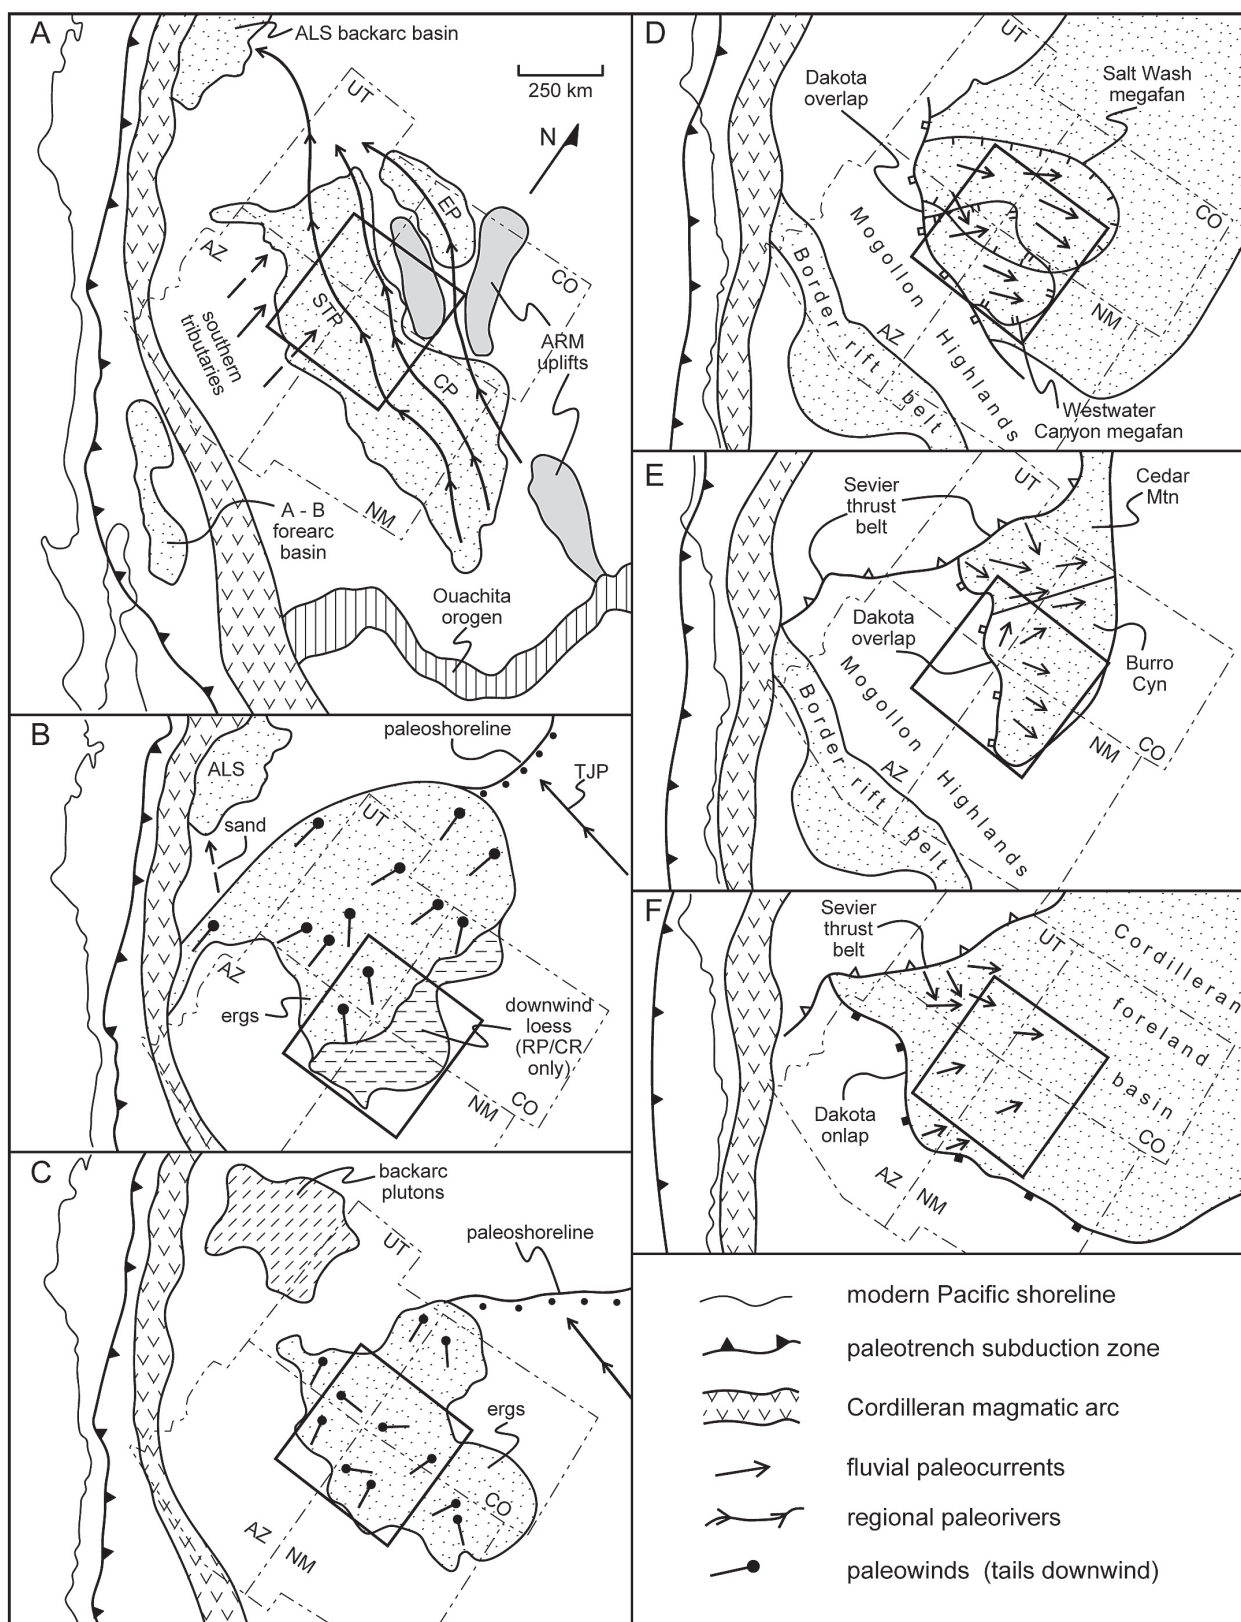 A
ALS backarc basin
250 km
UT
N
EP
AZ
CO
STR
southern
tributaries
ARM
uplifts
CP
A - B
forearc
basin
NM
Ouachita
orogen
B
paleoshoreline
TJP
ALS
UT
sand
AZ
ergs
downwind
loess
(RP/CR
only)
NM
CO
C
backarc
plutons
UT
paleoshoreline
ergs
CO
AZ
NM
D
UT
Dakota
overlap
Salt Wash
megafan
CO
Mogollon Highlands
Border rift belt
AZ
NM
Westwater
Canyon megafan
E
UT
Sevier
thrust
belt
Cedar
Mtn
Dakota
overlap
Burro
Cyn
Mogollon Highlands
Border rift belt
AZ
NM
CO
F
Sevier
thrust
belt
UT
Cordilleran
foreland
basin
Dakota
onlap
CO
AZ
NM
modern Pacific shoreline
paleotrench subduction zone
Cordilleran magmatic arc
fluvial paleocurrents
regional paleorivers
paleowinds (tails downwind)